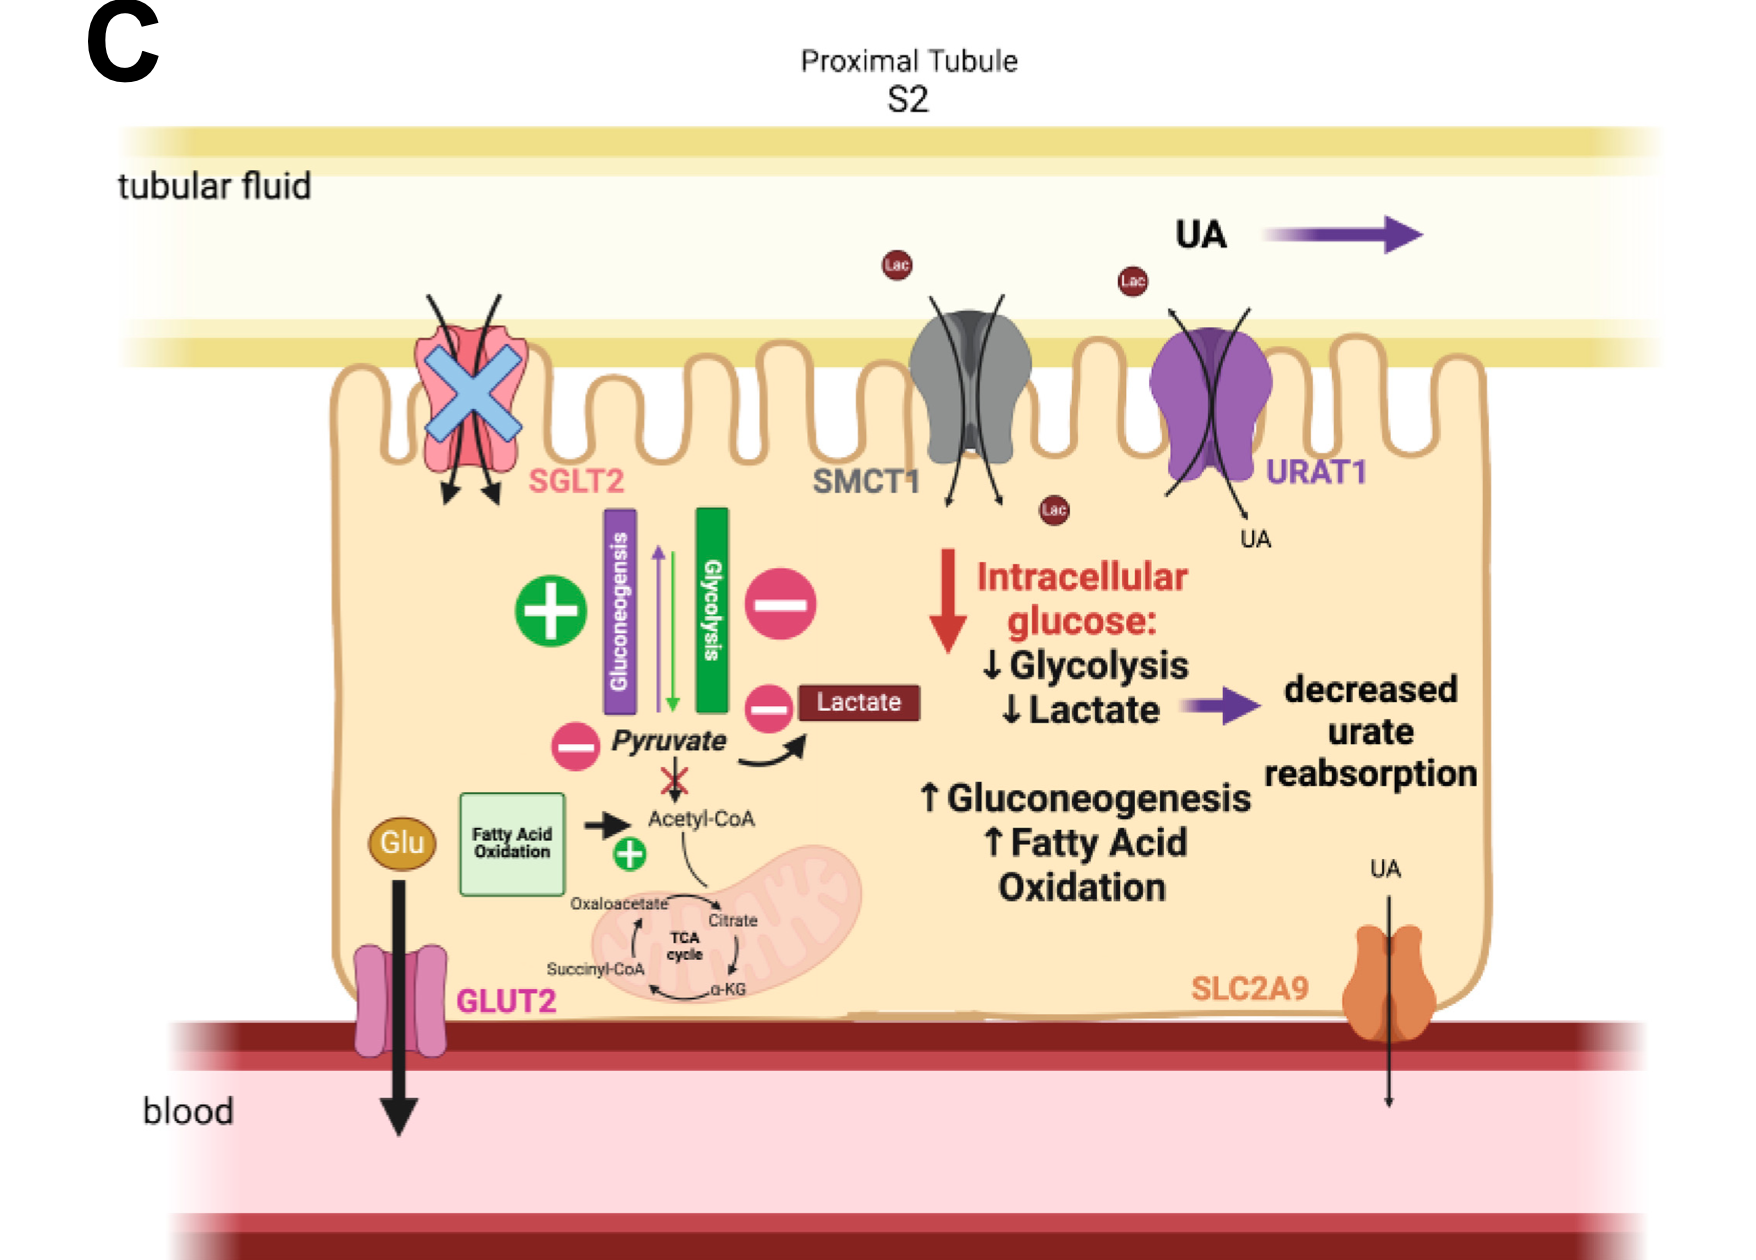 C
Proximal Tubule
S2
tubular fluid
UA
Lac
Lac
SGLT2
SMCT1
URAT1
Lac
UA
Gluconeogensis
Glycolysis
Intracellular
glucose:
↓Glycolysis
↓Lactate
decreased
urate
reabsorption
Lactate
Pyruvate
↑Gluconeogenesis
↑Fatty Acid
Oxidation
Acetyl-CoA
Fatty Acid
Oxidation
Glu
UA
Oxaloacetate
Citrate
TCA
cycle
Succinyl-CoA
α-KG
GLUT2
SLC2A9
blood